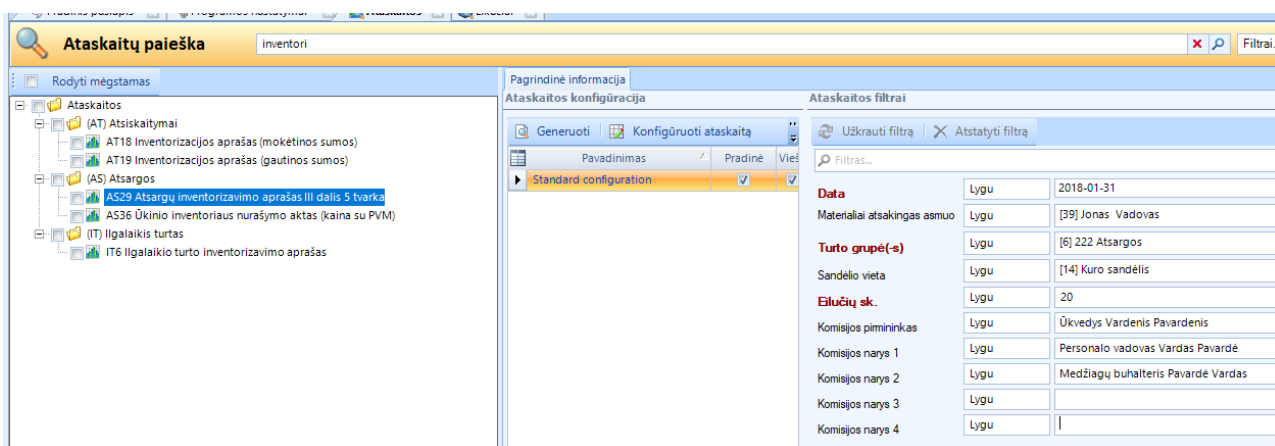 Ataskaitų paieška
inventori
Filtrai.
Rodyti mėgstamas
Ataskaitos
(AT) Atsiskaitymai
AT18 Inventorizacijos aprašas (mokėtinos sumos)
AT19 Inventorizacijos aprašas (gautinos sumos)
(AS) Atsargos
AS29 Atsargų inventorizavimo aprašas III dalis 5 tvarka
AS36 Ūkinio inventoriaus nurašymo aktas (kaina su PVM)
(IT) Ilgalaikis turtas
IT6 Ilgalaikio turto inventorizavimo aprašas
Pagrindinė informacija
Ataskaitos konfigūracija
Generuoti Konfigūruoti ataskaitą
Pavadinimas Pradinė Vieš
Standard configuration
Ataskaitos filtrai
Užkrauti filtrą Atstatyti filtrą
Filtras...
Data Lygu 2018-01-31
Materialiai atsakingas asmuo Lygu [39] Jonas Vadovas
Turto grupė(-s) Lygu [6] 222 Atsargos
Sandėlio vieta Lygu [14] Kuro sandėlis
Eilučių sk. Lygu 20
Komisijos pirmininkas Lygu Ūkvedys Vardenis Pavardenis
Komisijos narys 1 Lygu Personalo vadovas Vardas Pavardė
Komisijos narys 2 Lygu Medžiagų buhalteris Pavardė Vardas
Komisijos narys 3 Lygu
Komisijos narys 4 Lygu